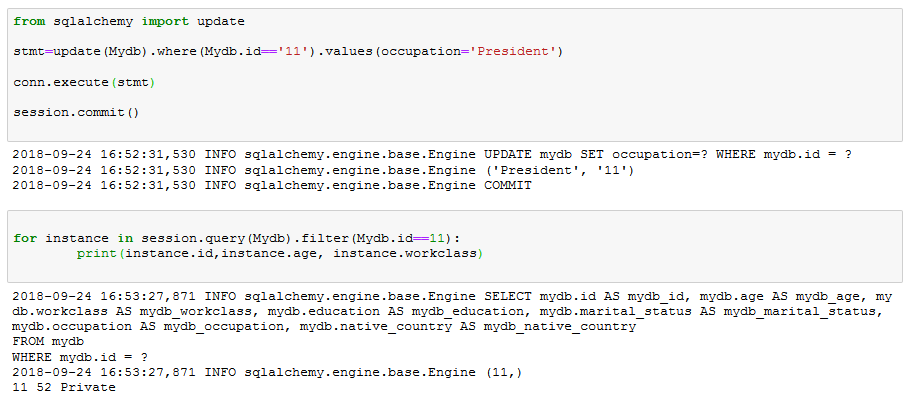 from sqlalchemy import update
stmt=update(Mydb).where(Mydb.id=='11').values(occupation='President')
conn.execute(stmt)
session.commit()
2018-09-24 16:52:31,530 INFO sqlalchemy.engine.base.Engine UPDATE mydb SET occupation=? WHERE mydb.id = ?
2018-09-24 16:52:31,530 INFO sqlalchemy.engine.base.Engine ('President', '11')
2018-09-24 16:52:31,530 INFO sqlalchemy.engine.base.Engine COMMIT
for instance in session.query(Mydb).filter(Mydb.id==11):
        print(instance.id,instance.age, instance.workclass)
2018-09-24 16:53:27,871 INFO sqlalchemy.engine.base.Engine SELECT mydb.id AS mydb_id, mydb.age AS mydb_age, my
db.workclass AS mydb_workclass, mydb.education AS mydb_education, mydb.marital_status AS mydb_marital_status,
mydb.occupation AS mydb_occupation, mydb.native_country AS mydb_native_country
FROM mydb
WHERE mydb.id = ?
2018-09-24 16:53:27,871 INFO sqlalchemy.engine.base.Engine (11,)
11 52 Private